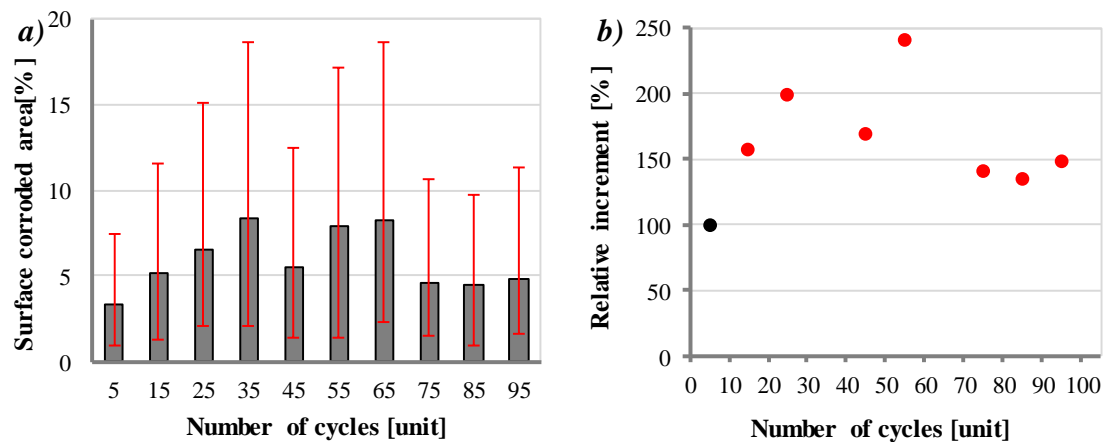 a)
Surface corroded area[%]
20
15
10
5
0
5 15 25 35 45 55 65 75 85 95
Number of cycles [unit]
b)
Relative increment [%]
250
200
150
100
50
0
0 10 20 30 40 50 60 70 80 90 100
Number of cycles [unit]